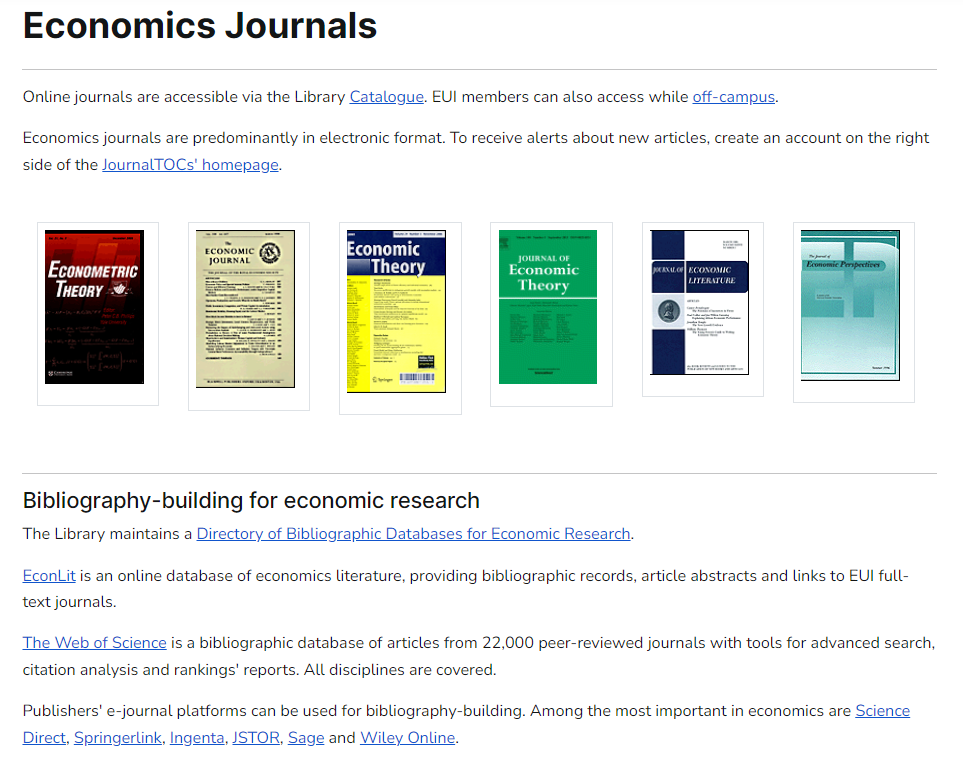 Economics Journals
Online journals are accessible via the Library Catalogue. EUI members can also access while off-campus.
Economics journals are predominantly in electronic format. To receive alerts about new articles, create an account on the right
side of the JournalTOCs' homepage.
ECONOMETRIC
THEORY
The
ECONOMIC
JOURNAL
Economic
Theory
Springer
JOURNAL OF
Economic
Theory
JOURNAL OF
ECONOMIC
LITERATURE
The Journal of
Economic Perspectives
Bibliography-building for economic research
The Library maintains a Directory of Bibliographic Databases for Economic Research.
EconLit is an online database of economics literature, providing bibliographic records, article abstracts and links to EUI full-
text journals.
The Web of Science is a bibliographic database of articles from 22,000 peer-reviewed journals with tools for advanced search,
citation analysis and rankings' reports. All disciplines are covered.
Publishers' e-journal platforms can be used for bibliography-building. Among the most important in economics are Science
Direct, Springerlink, Ingenta, JSTOR, Sage and Wiley Online.